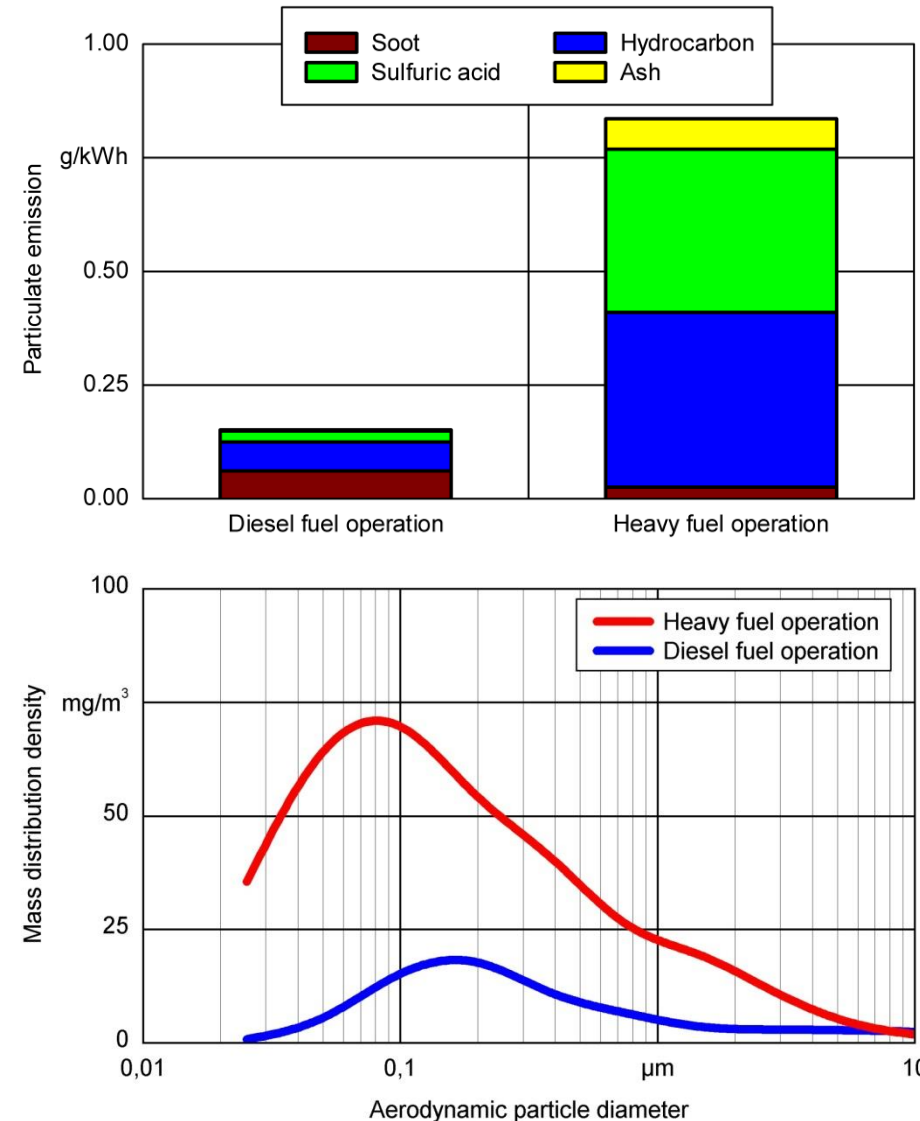 Soot
Hydrocarbon
Sulfuric acid
Ash
Particulate emission
1.00
g/kWh
0.50
0.25
0.00
Diesel fuel operation
Heavy fuel operation
Mass distribution density
100
mg/m³
50
25
0
Heavy fuel operation
Diesel fuel operation
0,01
0,1
µm
10
Aerodynamic particle diameter